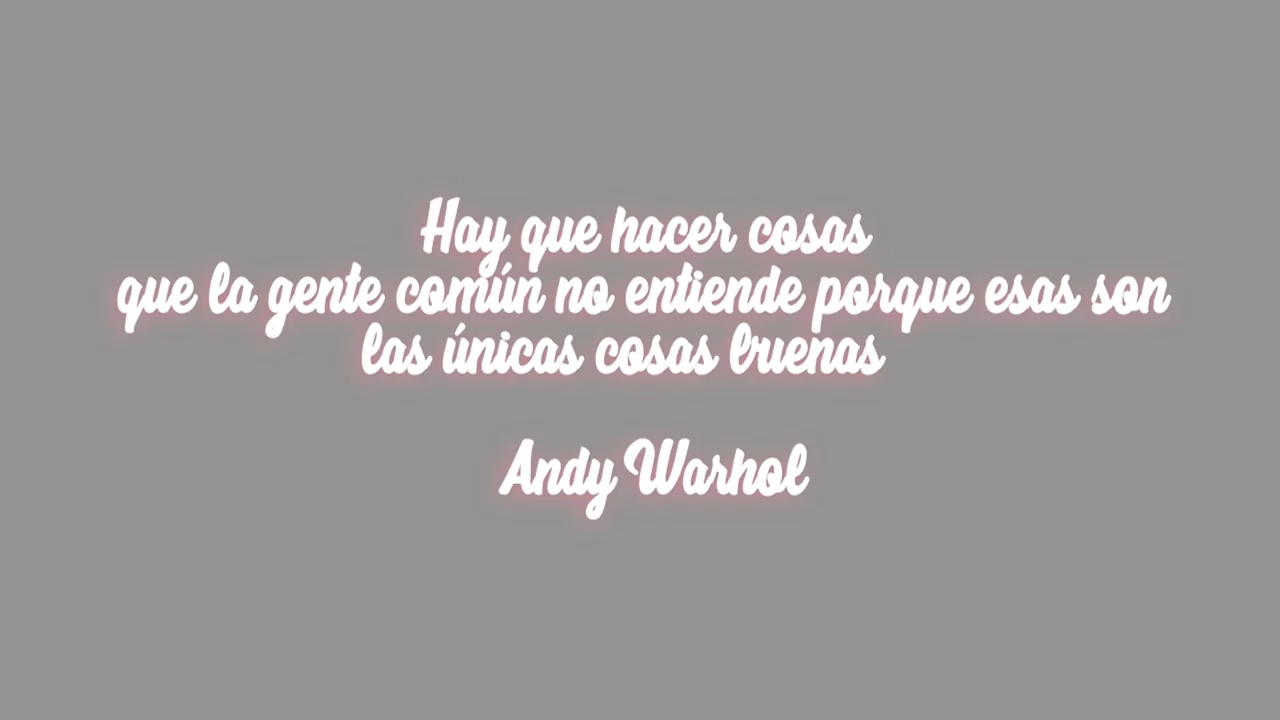 Hay que hacer cosas
que la gente común no entiende porque esas son
las únicas cosas buenas
Andy Warhol